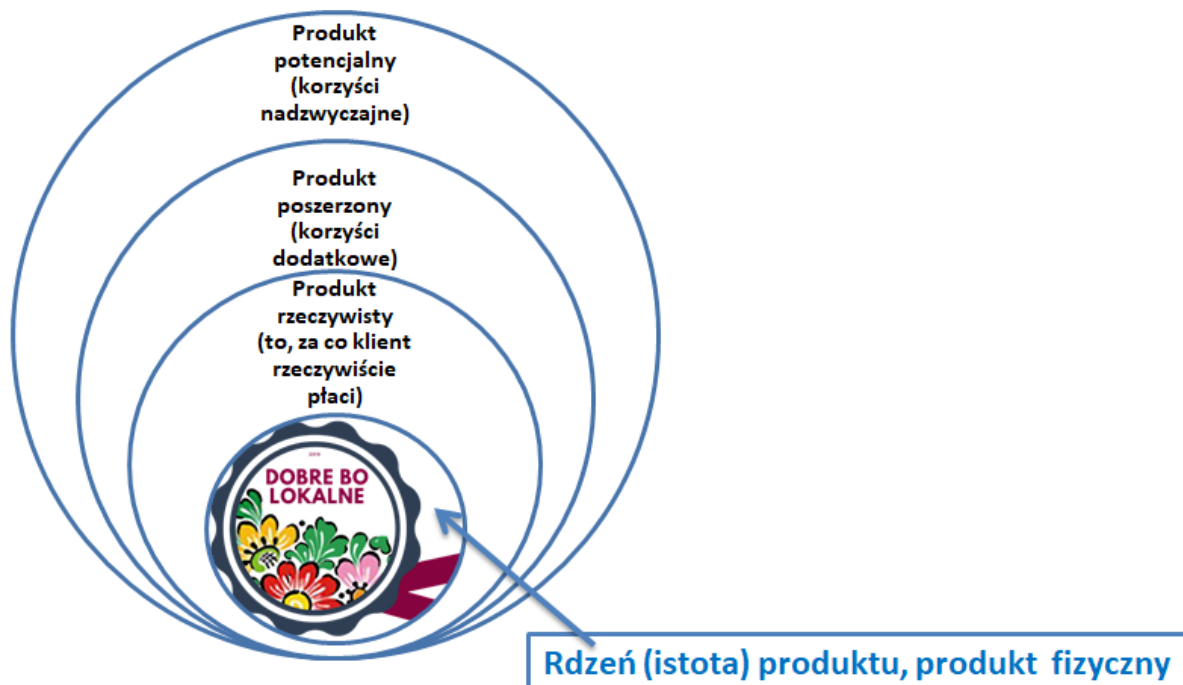 Produkt
potencjalny
(korzyści
nadzwyczajne)
Produkt
poszerzony
(korzyści
dodatkowe)
Produkt
rzeczywisty
(to, za co klient
rzeczywiście
płaci)
DOBRE BO
LOKALNE
Rdzeń (istota) produktu, produkt fizyczny